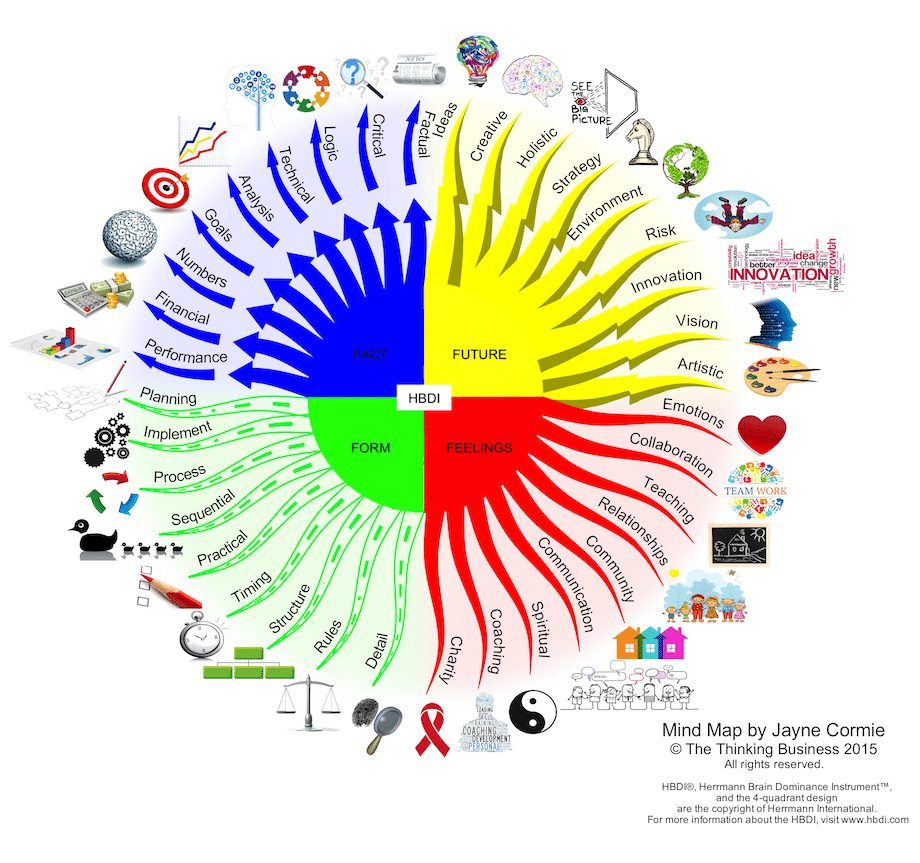 NEWS
SEE
THE
BIG
PICTURE
Factual
Critical
Logic
Technical
Analysis
Goals
Numbers
Financial
Performance
Ideas
Creative
Holistic
Strategy
Environment
Risk
Innovation
Vision
Artistic
idea
growth
better
change
new
INNOVATION
FACT
FUTURE
HBDI
FORM
FEELINGS
Planning
Implement
Process
Sequential
Practical
Timing
Structure
Rules
Detail
Emotions
Collaboration
Teaching
Relationships
Community
Communication
Spiritual
Coaching
Charity
TEAM WORK
LEADING
SKILLS
TRAINING
COACHING
DEVELOPMENT
PERSONAL
Mind Map by Jayne Cormie
© The Thinking Business 2015
All rights reserved.
HBDI®, Herrmann Brain Dominance Instrument™,
and the 4-quadrant design
are the copyright of Herrmann International.
For more information about the HBDI, visit www.hbdi.com